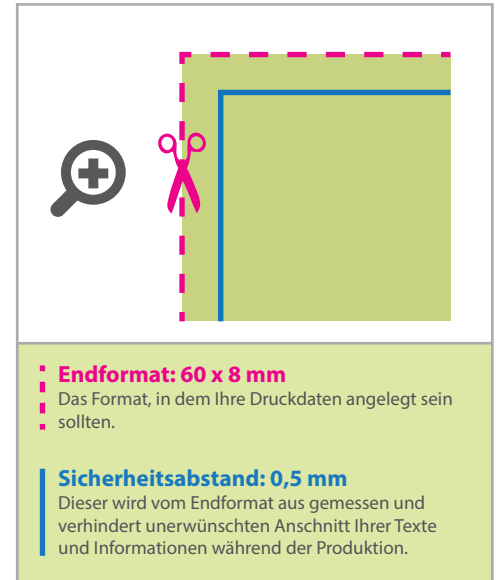 Endformat: 60 x 8 mm
Das Format, in dem Ihre Druckdaten angelegt sein
sollten.
Sicherheitsabstand: 0,5 mm
Dieser wird vom Endformat aus gemessen und
verhindert unerwünschten Anschnitt Ihrer Texte
und Informationen während der Produktion.